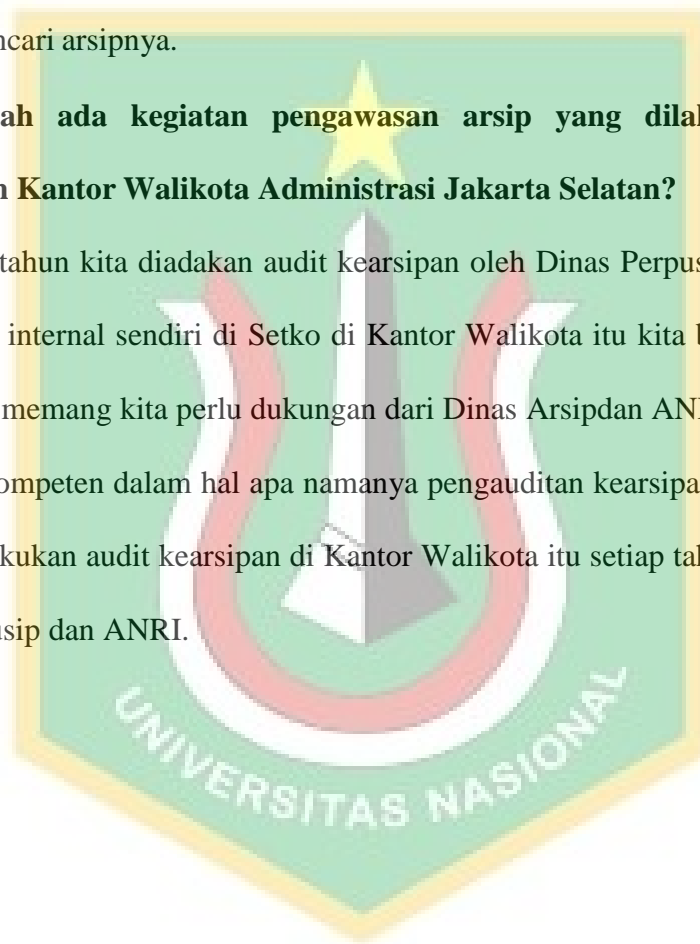 ncari arsipnya.
ah ada kegiatan pengawasan arsip yang dila
n Kantor Walikota Administrasi Jakarta Selatan?
tahun kita diadakan audit kearsipan oleh Dinas Perpus
internal sendiri di Setko di Kantor Walikota itu kita b
memang kita perlu dukungan dari Dinas Arsipdan AN
ompeten dalam hal apa namanya pengauditan kearsipa
kukan audit kearsipan di Kantor Walikota itu setiap ta
usip dan ANRI.
UNIVERSITAS NASIONAL